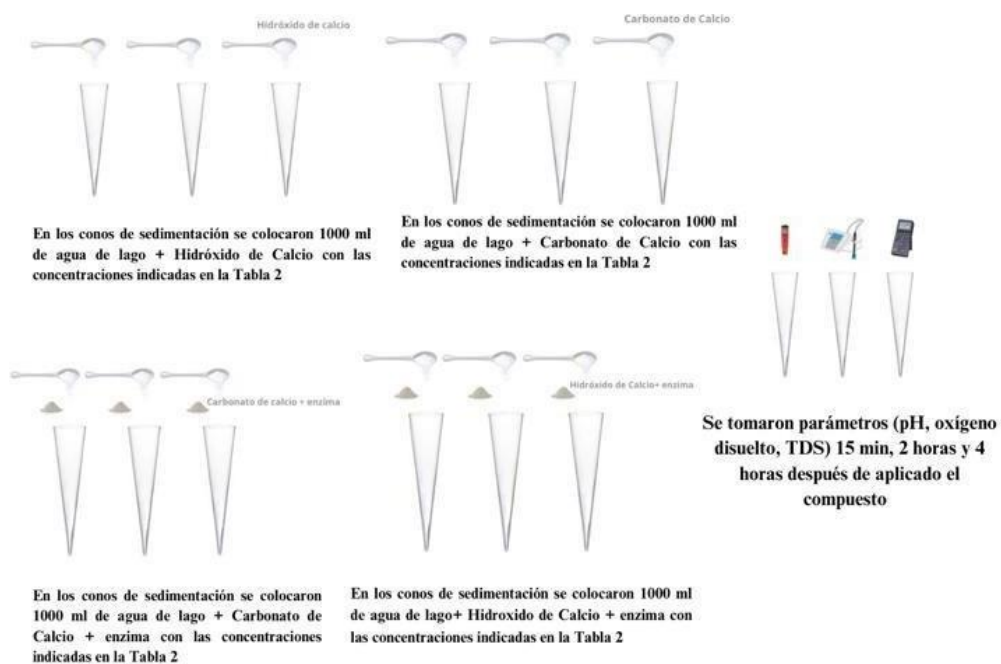 Hidróxido de calcio
En los conos de sedimentación se colocaron 1000 ml
de agua de lago + Hidróxido de Calcio con las
concentraciones indicadas en la Tabla 2
Carbonato de Calcio
En los conos de sedimentación se colocaron 1000 ml
de agua de lago + Carbonato de Calcio con las
concentraciones indicadas en la Tabla 2
Carbonato de calcio + enzima
En los conos de sedimentación se colocaron
1000 ml de agua de lago + Carbonato de
Calcio + enzima con las concentraciones
indicadas en la Tabla 2
Hidróxido de Calcio+ enzima
En los conos de sedimentación se colocaron 1000 ml
de agua de lago+ Hidroxido de Calcio + enzima con
las concentraciones indicadas en la Tabla 2
Se tomaron parámetros (pH, oxígeno
disuelto, TDS) 15 min, 2 horas y 4
horas después de aplicado el
compuesto